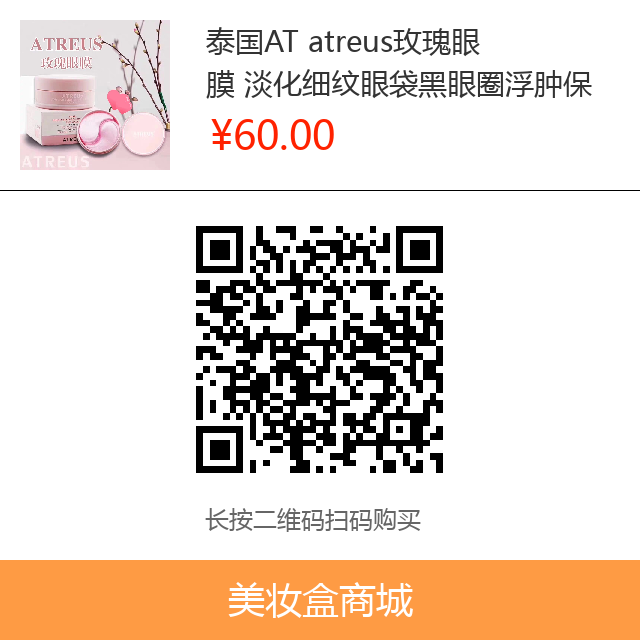 ATREUS
玫瑰眼膜
ATREUS
泰国AT atreus玫瑰眼
膜 淡化细纹眼袋黑眼圈浮肿保
¥60.00
长按二维码扫码购买
美妆盒商城